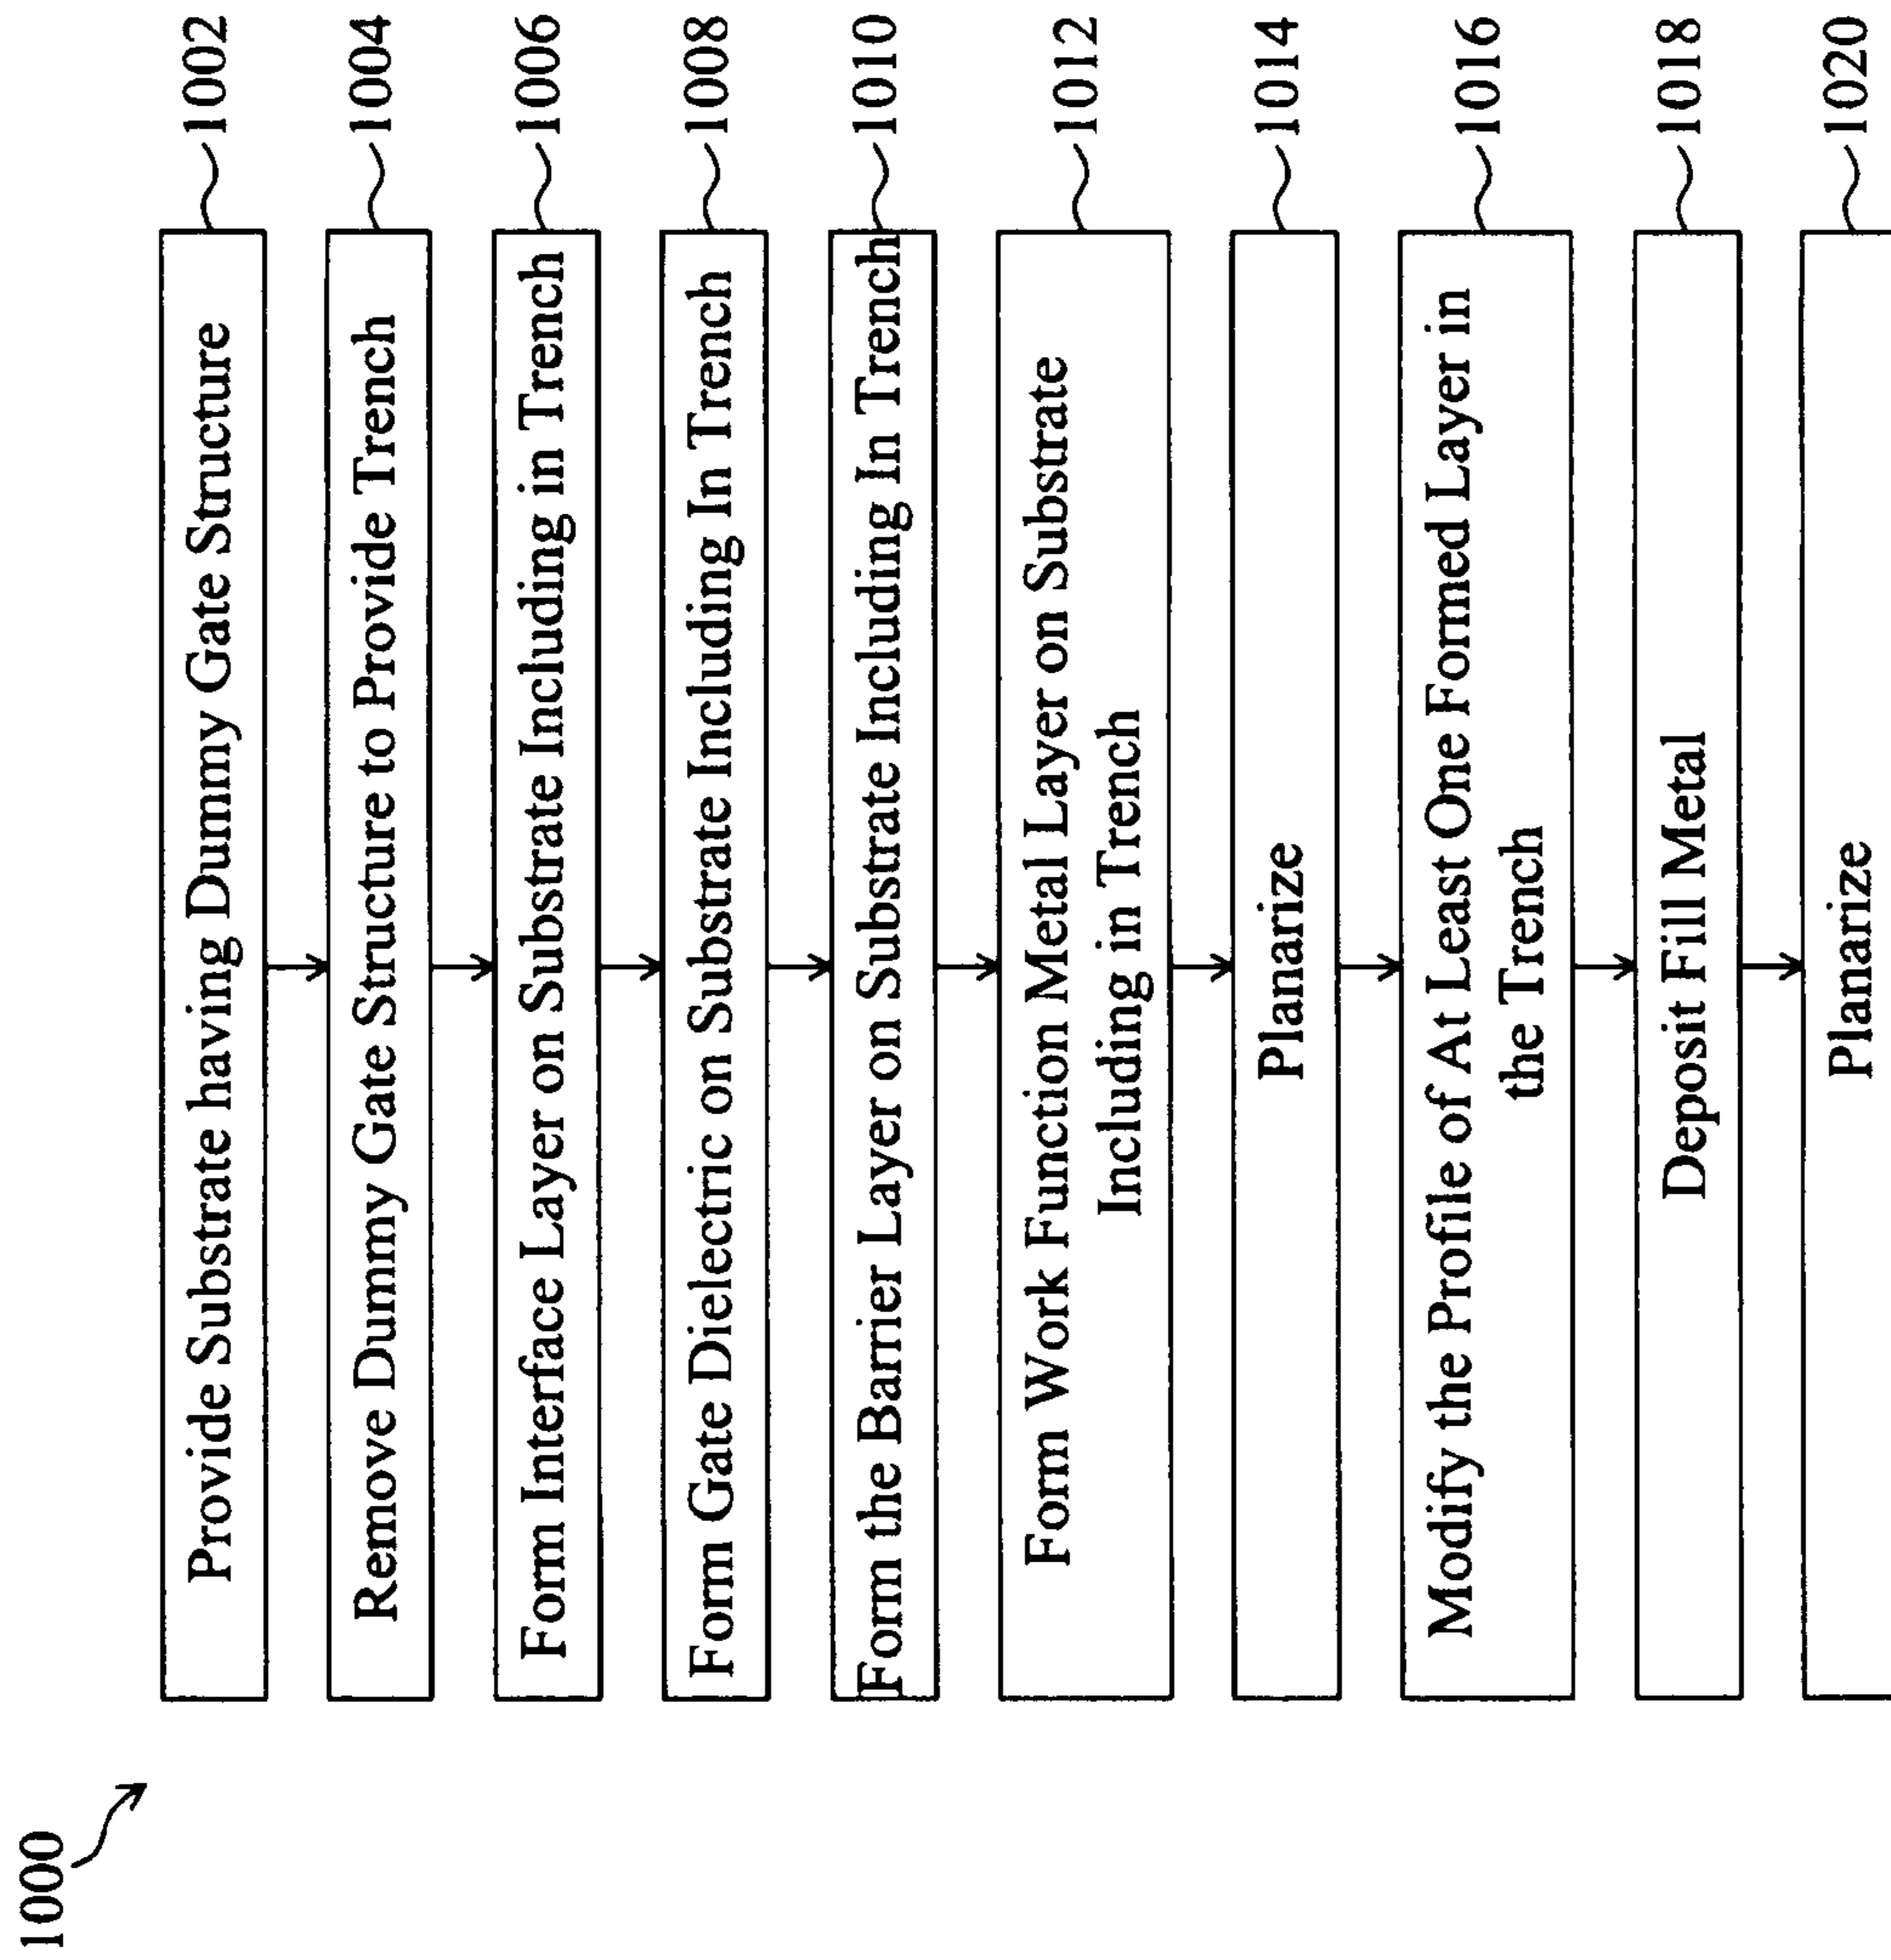 1000
Provide Substrate having Dummy Gate Structure
1002
Remove Dummy Gate Structure to Provide Trench
1004
Form Interface Layer on Substrate Including in Trench
1006
Form Gate Dielectric on Substrate Including In Trench
1008
Form the Barrier Layer on Substrate Including In Trench
1010
Form Work Function Metal Layer on Substrate
Including in Trench
1012
Planarize
1014
Modify the Profile of At Least One Formed Layer in
the Trench
1016
Deposit Fill Metal
1018
Planarize
1020